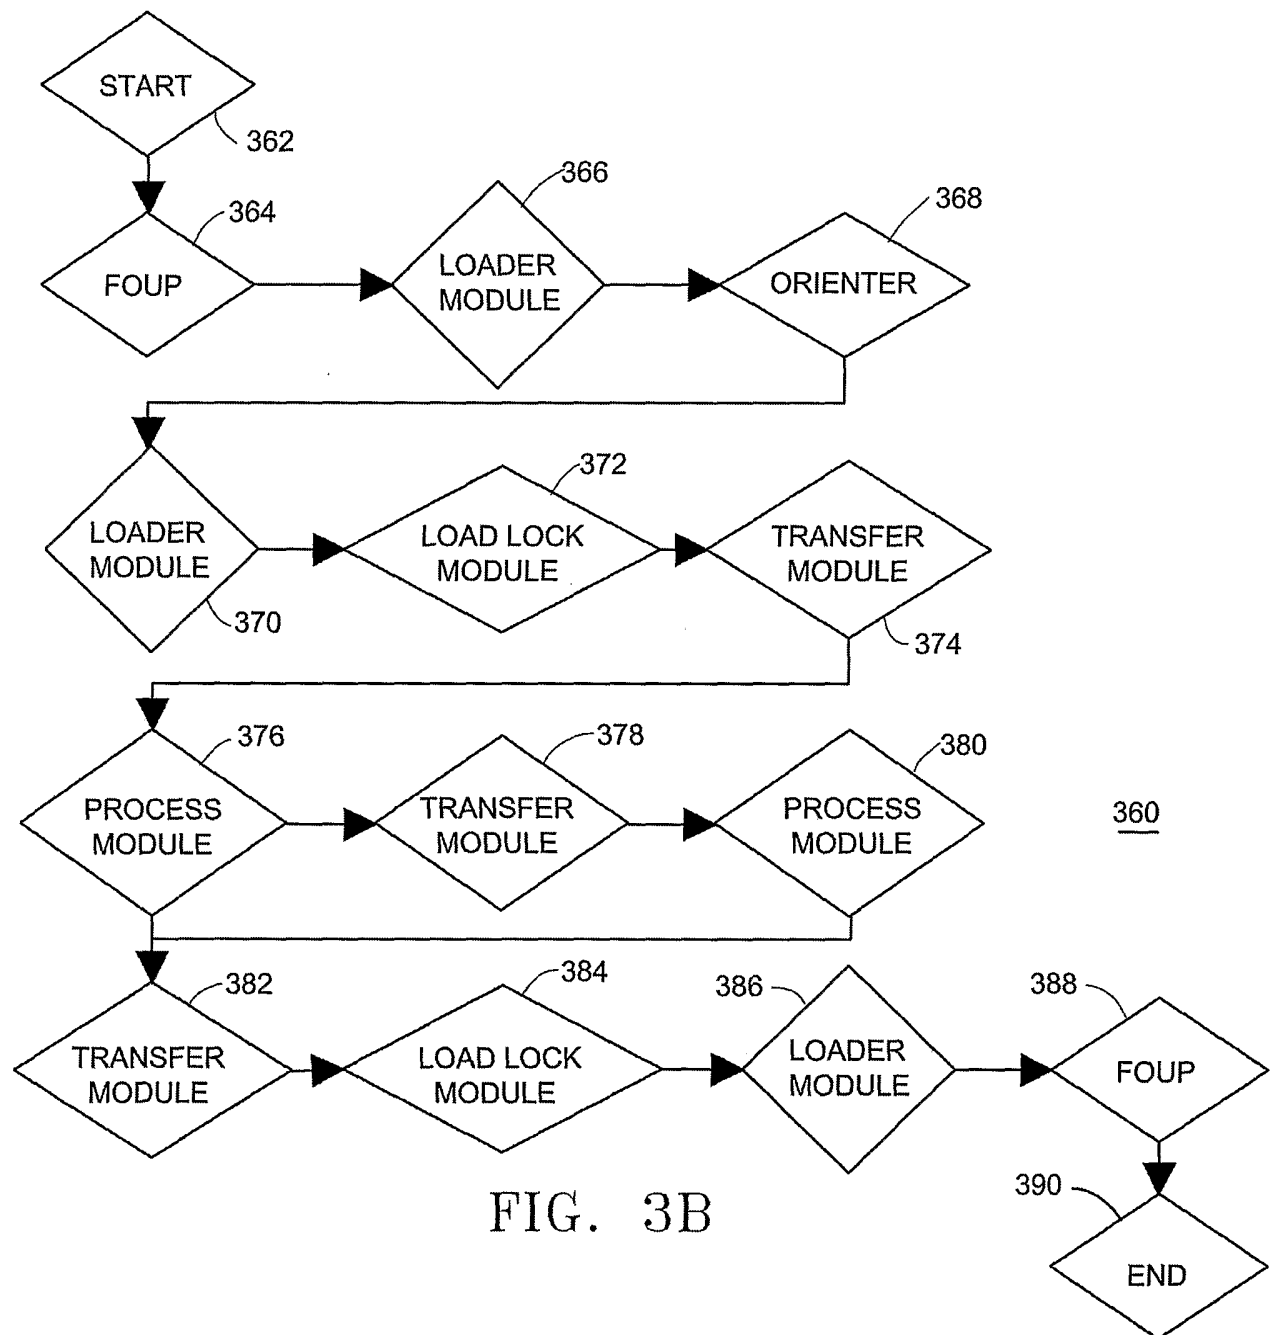 START
362
FOUP
364
LOADER
MODULE
366
ORIENTER
368
LOADER
MODULE
370
LOAD LOCK
MODULE
372
TRANSFER
MODULE
374
PROCESS
MODULE
376
TRANSFER
MODULE
378
PROCESS
MODULE
380
360
TRANSFER
MODULE
382
LOAD LOCK
MODULE
384
LOADER
MODULE
386
FOUP
388
END
390
FIG. 3B